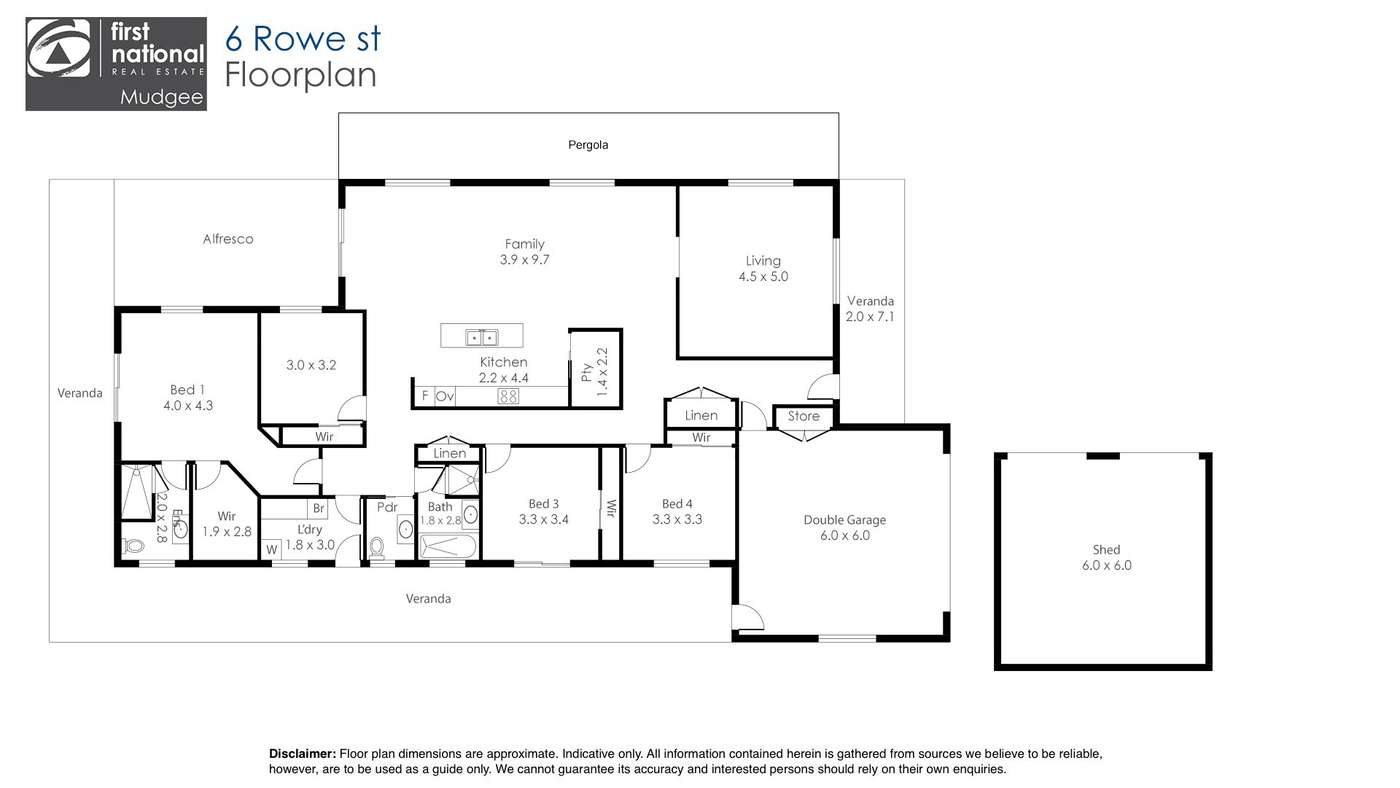 first
national
REAL ESTATE
Mudgee
6 Rowe st
Floorplan
Pergola
Alfresco
Family
3.9 x 9.7
Living
4.5 x 5.0
Veranda
2.0 x 7.1
Veranda
Bed 1
4.0 x 4.3
3.0 x 3.2
Wir
Kitchen
2.2 x 4.4
F
Ov
Pty
1.4 x 2.2
Linen
Store
Wir
Linen
Ens
2.0 x 2.8
Wir
1.9 x 2.8
Br
L'dry
1.8 x 3.0
W
Pdr
Bath
1.8 x 2.8
Bed 3
3.3 x 3.4
Wir
Bed 4
3.3 x 3.3
Double Garage
6.0 x 6.0
Shed
6.0 x 6.0
Veranda
Disclaimer: Floor plan dimensions are approximate. Indicative only. All information contained herein is gathered from sources we believe to be reliable,
however, are to be used as a guide only. We cannot guarantee its accuracy and interested persons should rely on their own enquiries.